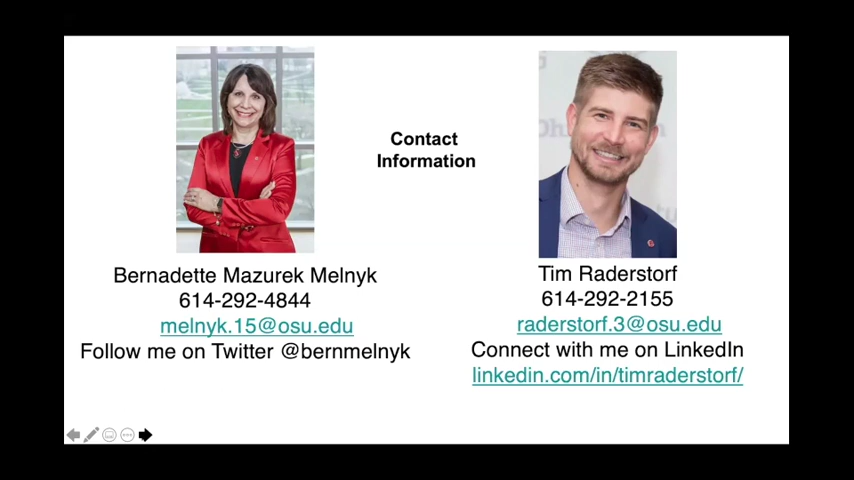 Contact
Information
Bernadette Mazurek Melnyk
614-292-4844
melnyk.15@osu.edu
Follow me on Twitter @bernmelnyk
Tim Raderstorf
614-292-2155
raderstorf.3@osu.edu
Connect with me on LinkedIn
linkedin.com/in/timraderstorf/